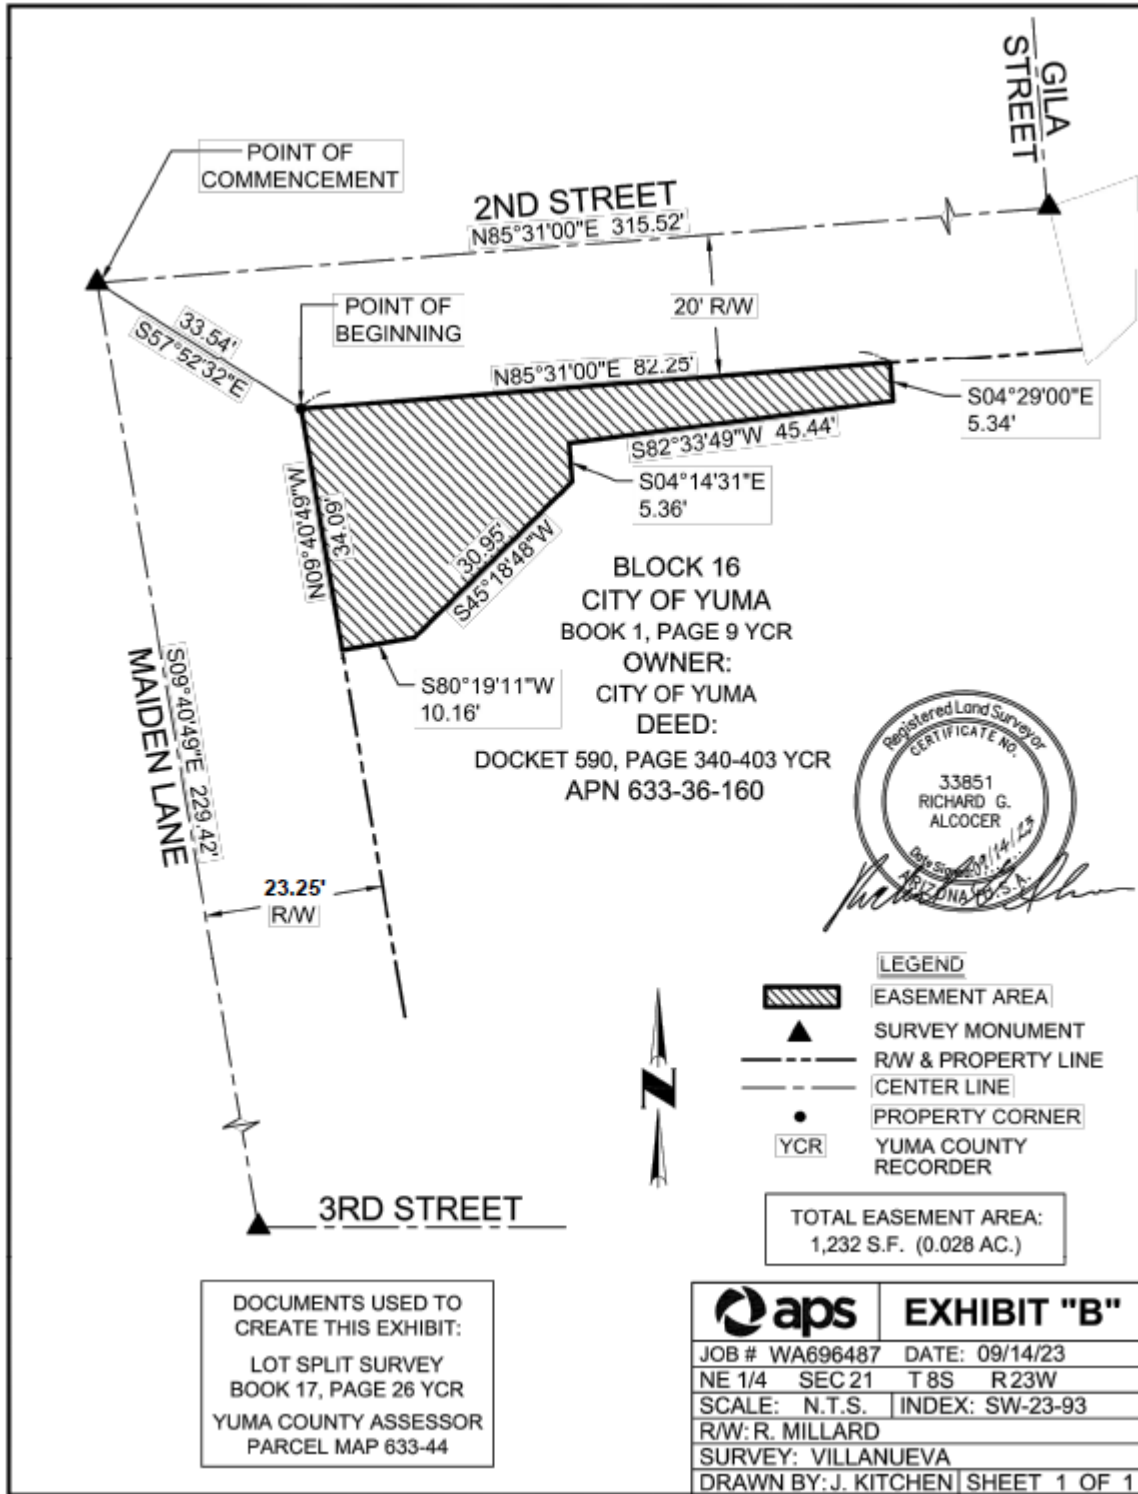 GILA
STREET
POINT OF
COMMENCEMENT
2ND STREET
N85°31'00"E 315.52'
POINT OF
BEGINNING
20' R/W
33.54'
S57°52'32"E
N85°31'00"E 82.25'
S04°29'00"E
5.34'
S82°33'49"W 45.44'
S04°14'31"E
5.36'
N09°40'49"W
34.09'
30.95'
S45°18'48"W
BLOCK 16
CITY OF YUMA
BOOK 1, PAGE 9 YCR
OWNER:
CITY OF YUMA
DEED:
DOCKET 590, PAGE 340-403 YCR
APN 633-36-160
S80°19'11"W
10.16'
S09°40'49"E 229.42'
MAIDEN LANE
23.25'
R/W
Registered Land Surveyor
CERTIFICATE NO.
33851
RICHARD G.
ALCOCER
Date Signed 09/14/23
ARIZONA U.S.A.
LEGEND
EASEMENT AREA
SURVEY MONUMENT
R/W & PROPERTY LINE
CENTER LINE
PROPERTY CORNER
YCR YUMA COUNTY
RECORDER
N
3RD STREET
TOTAL EASEMENT AREA:
1,232 S.F. (0.028 AC.)
DOCUMENTS USED TO
CREATE THIS EXHIBIT:
LOT SPLIT SURVEY
BOOK 17, PAGE 26 YCR
YUMA COUNTY ASSESSOR
PARCEL MAP 633-44
aps EXHIBIT "B"
JOB # WA696487 DATE: 09/14/23
NE 1/4 SEC 21 T 8S R 23W
SCALE: N.T.S. INDEX: SW-23-93
R/W: R. MILLARD
SURVEY: VILLANUEVA
DRAWN BY: J. KITCHEN SHEET 1 OF 1